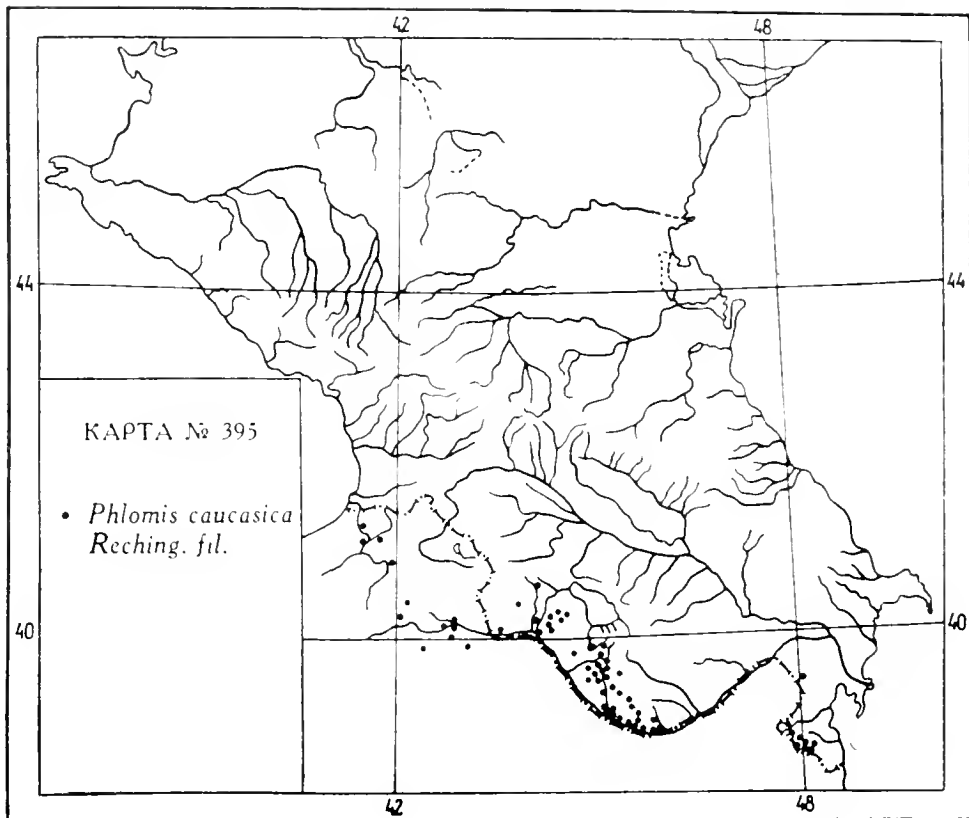 42 48
44 44
КАРТА № 395
• Phlomis caucasica
Reching. fil.
40 40
42 48